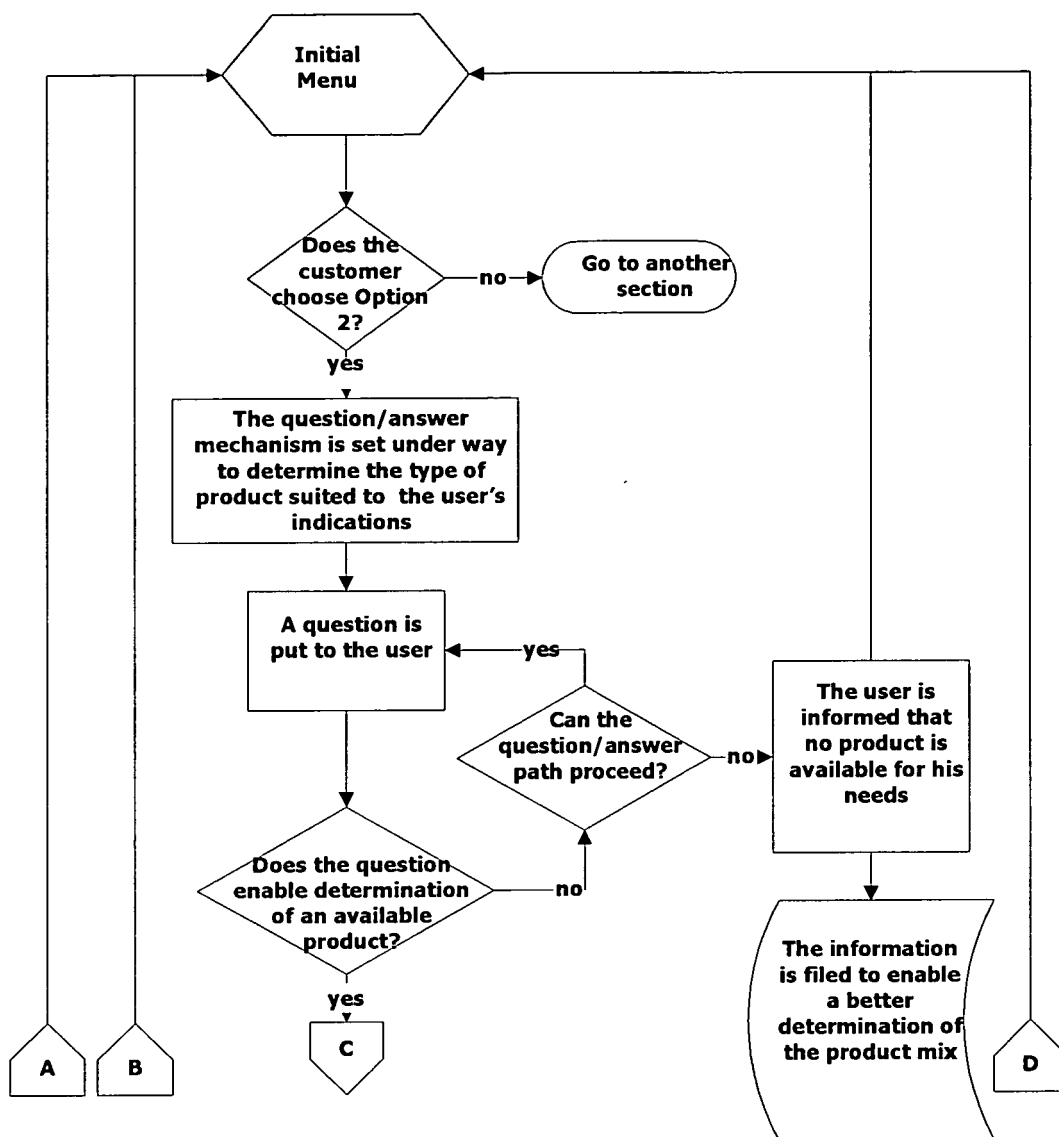 Initial
Menu
Does the
customer
choose Option
2?
no
Go to another
section
yes
The question/answer
mechanism is set under way
to determine the type of
product suited to the user's
indications
A question is
put to the user
yes
Can the
question/answer
path proceed?
no
The user is
informed that
no product is
available for his
needs
Does the question
enable determination
of an available
product?
no
yes
The information
is filed to enable
a better
determination of
the product mix
A
B
C
D